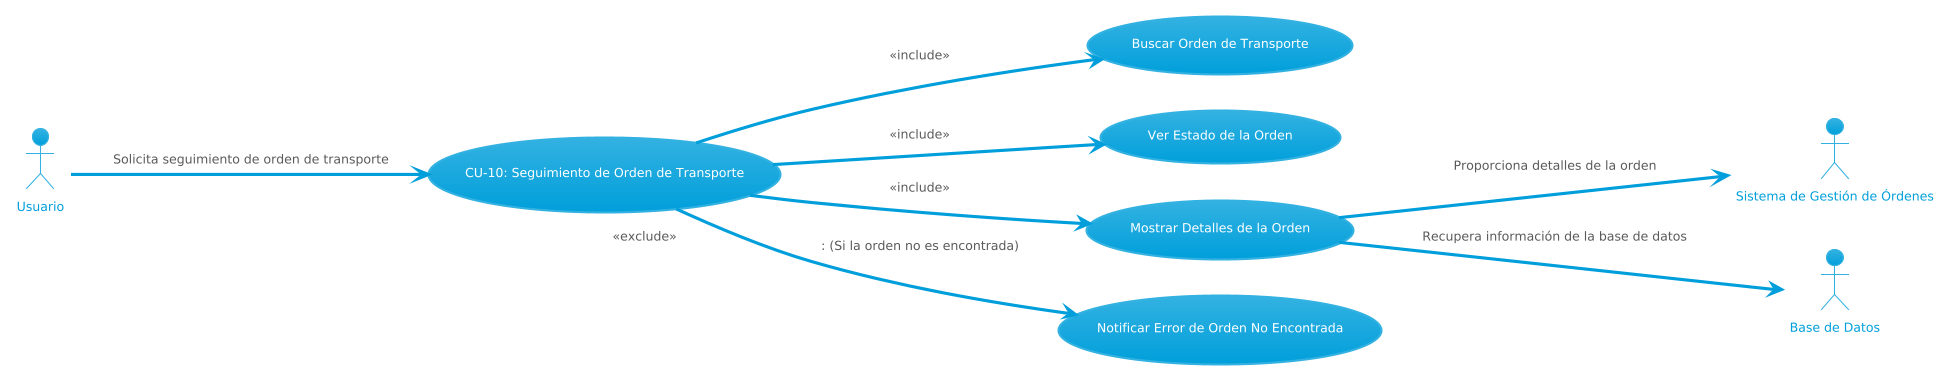 Usuario
Solicita seguimiento de orden de transporte
CU-10: Seguimiento de Orden de Transporte
«include»
«include»
«include»
«exclude»
: (Si la orden no es encontrada)
Buscar Orden de Transporte
Ver Estado de la Orden
Mostrar Detalles de la Orden
Notificar Error de Orden No Encontrada
Proporciona detalles de la orden
Recupera información de la base de datos
Sistema de Gestión de Órdenes
Base de Datos